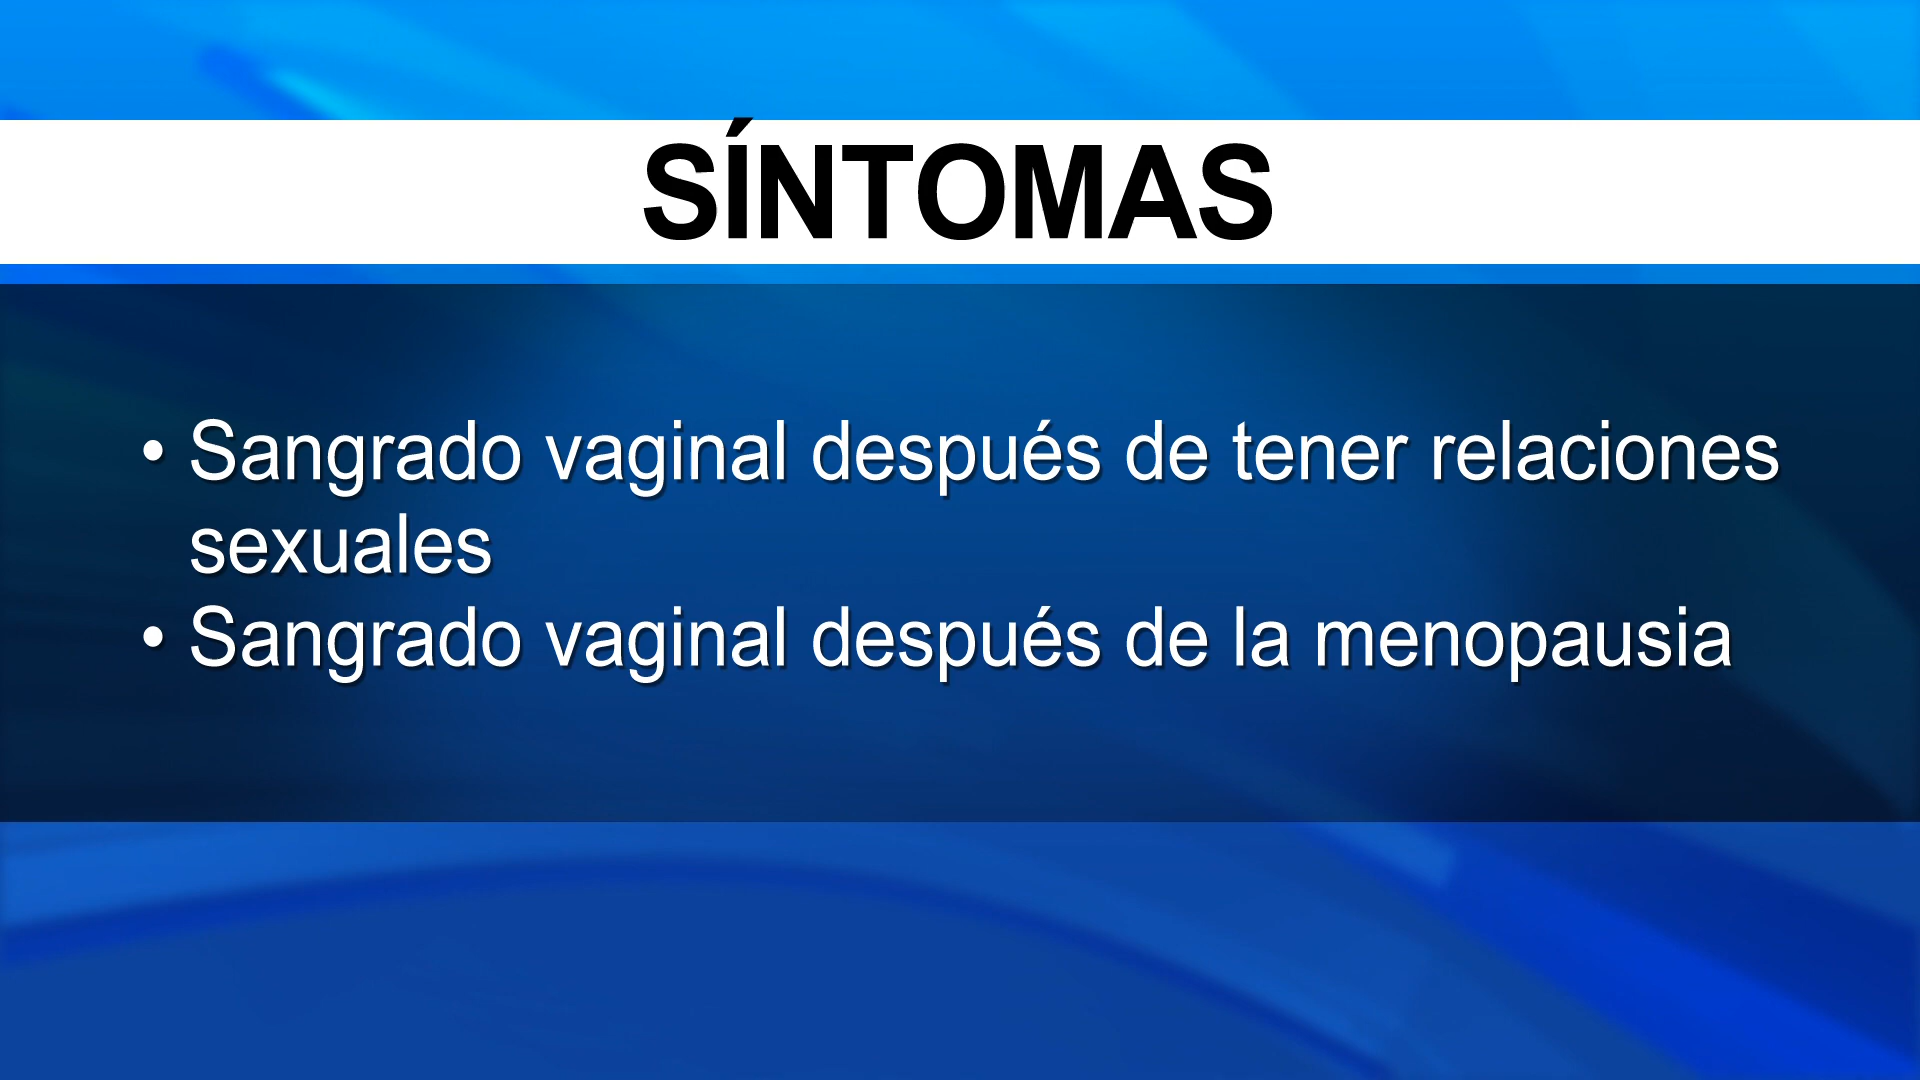 SÍNTOMAS
• Sangrado vaginal después de tener relaciones
sexuales
• Sangrado vaginal después de la menopausia